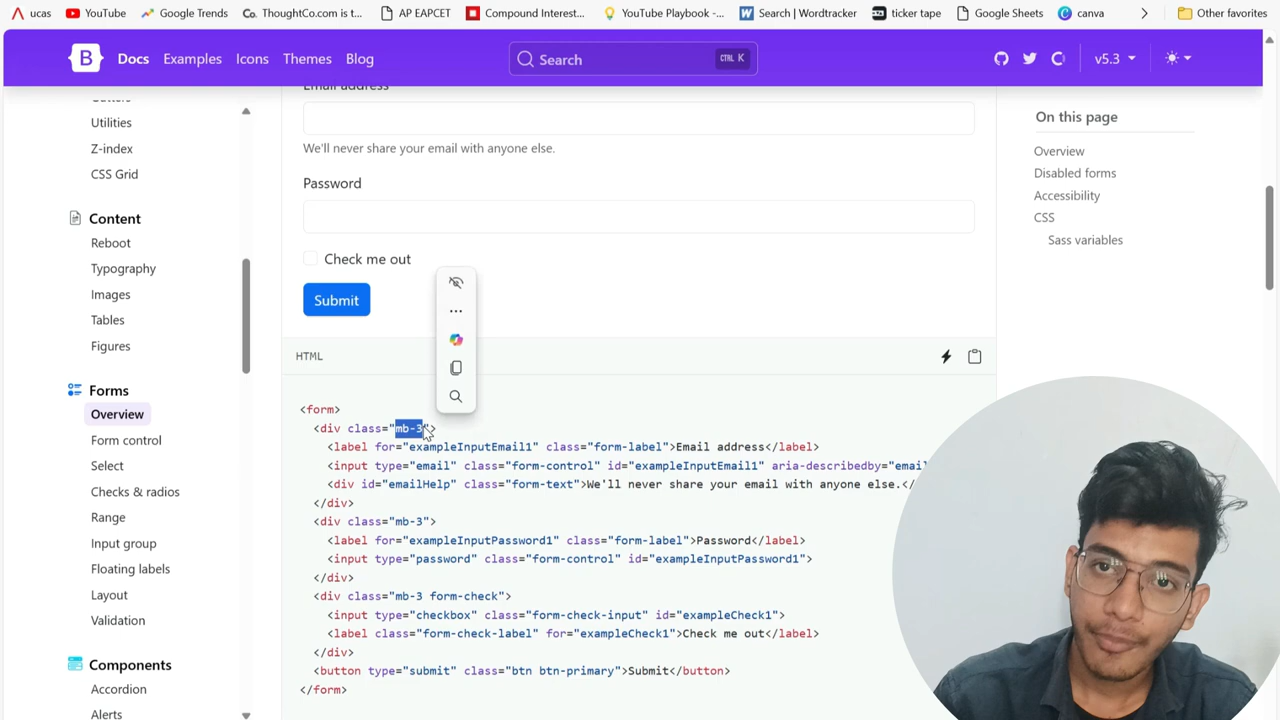 ucas
YouTube
Google Trends
Co. ThoughtCo.com is t...
AP EAPCET
Compound Interest...
YouTube Playbook -...
W Search | Wordtracker
ticker tape
Google Sheets
canva
Other favorites
B
Docs
Examples
Icons
Themes
Blog
Search
CTRL K
v5.3
Utilities
Z-index
CSS Grid
Content
Reboot
Typography
Images
Tables
Figures
Forms
Overview
Form control
Select
Checks & radios
Range
Input group
Floating labels
Layout
Validation
Components
Accordion
Alerts
Email address
We'll never share your email with anyone else.
Password
Check me out
Submit
HTML
<form>
<div class="mb-3">
<label for="exampleInputEmail1" class="form-label">Email address</label>
<input type="email" class="form-control" id="exampleInputEmail1" aria-describedby="email
<div id="emailHelp" class="form-text">We'll never share your email with anyone else.</
</div>
<div class="mb-3">
<label for="exampleInputPassword1" class="form-label">Password</label>
<input type="password" class="form-control" id="exampleInputPassword1">
</div>
<div class="mb-3 form-check">
<input type="checkbox" class="form-check-input" id="exampleCheck1">
<label class="form-check-label" for="exampleCheck1">Check me out</label>
</div>
<button type="submit" class="btn btn-primary">Submit</button>
</form>
On this page
Overview
Disabled forms
Accessibility
CSS
Sass variables